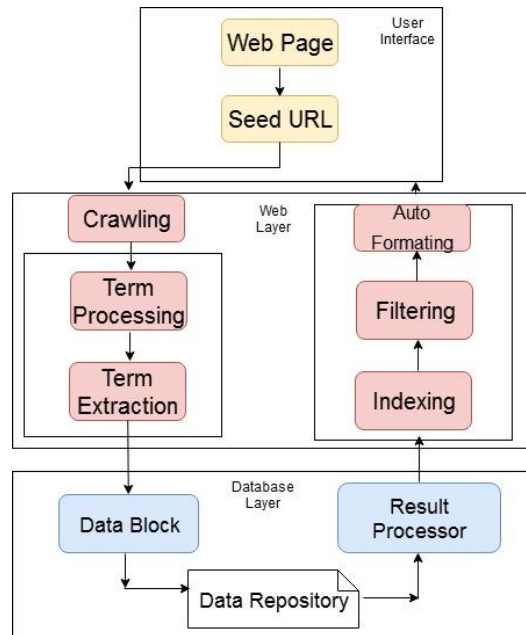 User
Interface
Web Page
Seed URL
Crawling
Web
Layer
Auto
Formating
Term
Processing
Filtering
Term
Extraction
Indexing
Database
Layer
Data Block
Result
Processor
Data Repository